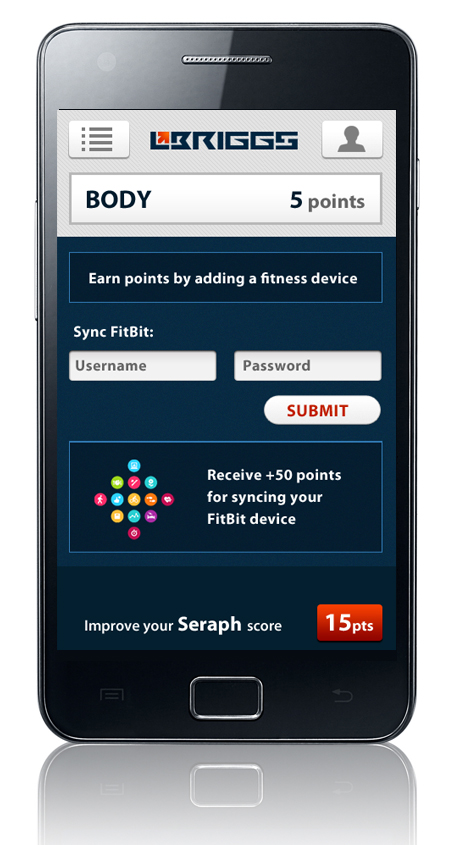 LBRIGGS
BODY 5 points
Earn points by adding a fitness device
Sync FitBit:
Username Password
SUBMIT
Receive +50 points
for syncing your
FitBit device
Improve your Seraph score 15pts